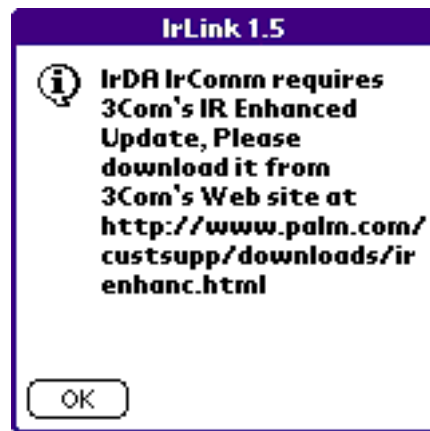 IrLink 1.5
IrDA IrComm requires
3Com's IR Enhanced
Update, Please
download it from
3Com's Web site at
http://www.palm.com/
custsupp/downloads/ir
enhanc.html
OK